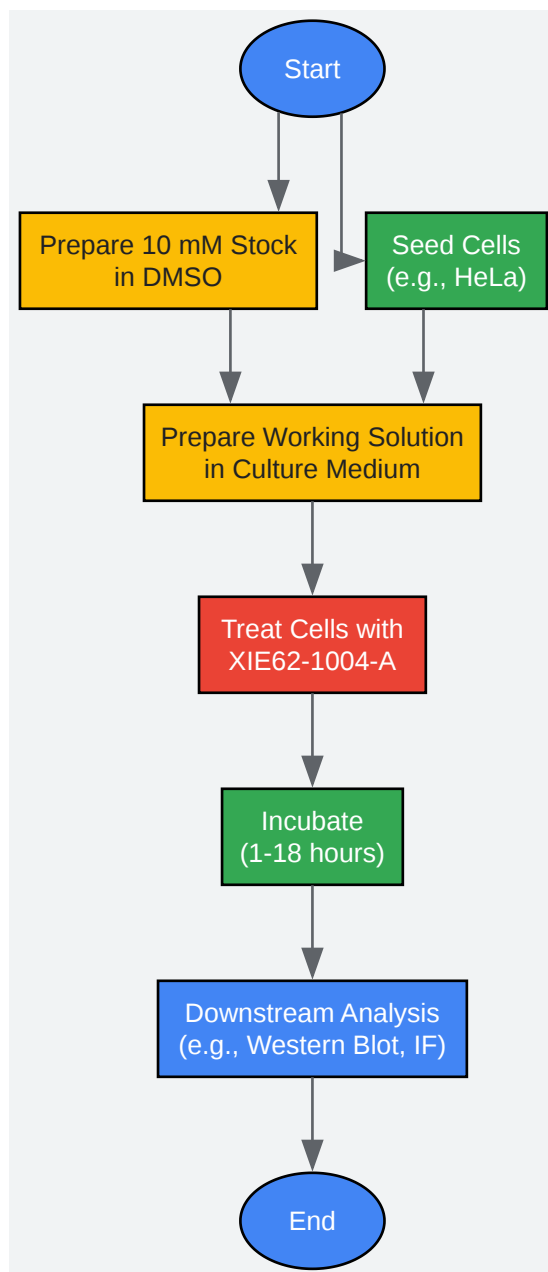 Start
Prepare 10 mM Stock
in DMSO
Seed Cells
(e.g., HeLa)
Prepare Working Solution
in Culture Medium
Treat Cells with
XIE62-1004-A
Incubate
(1-18 hours)
Downstream Analysis
(e.g., Western Blot, IF)
End